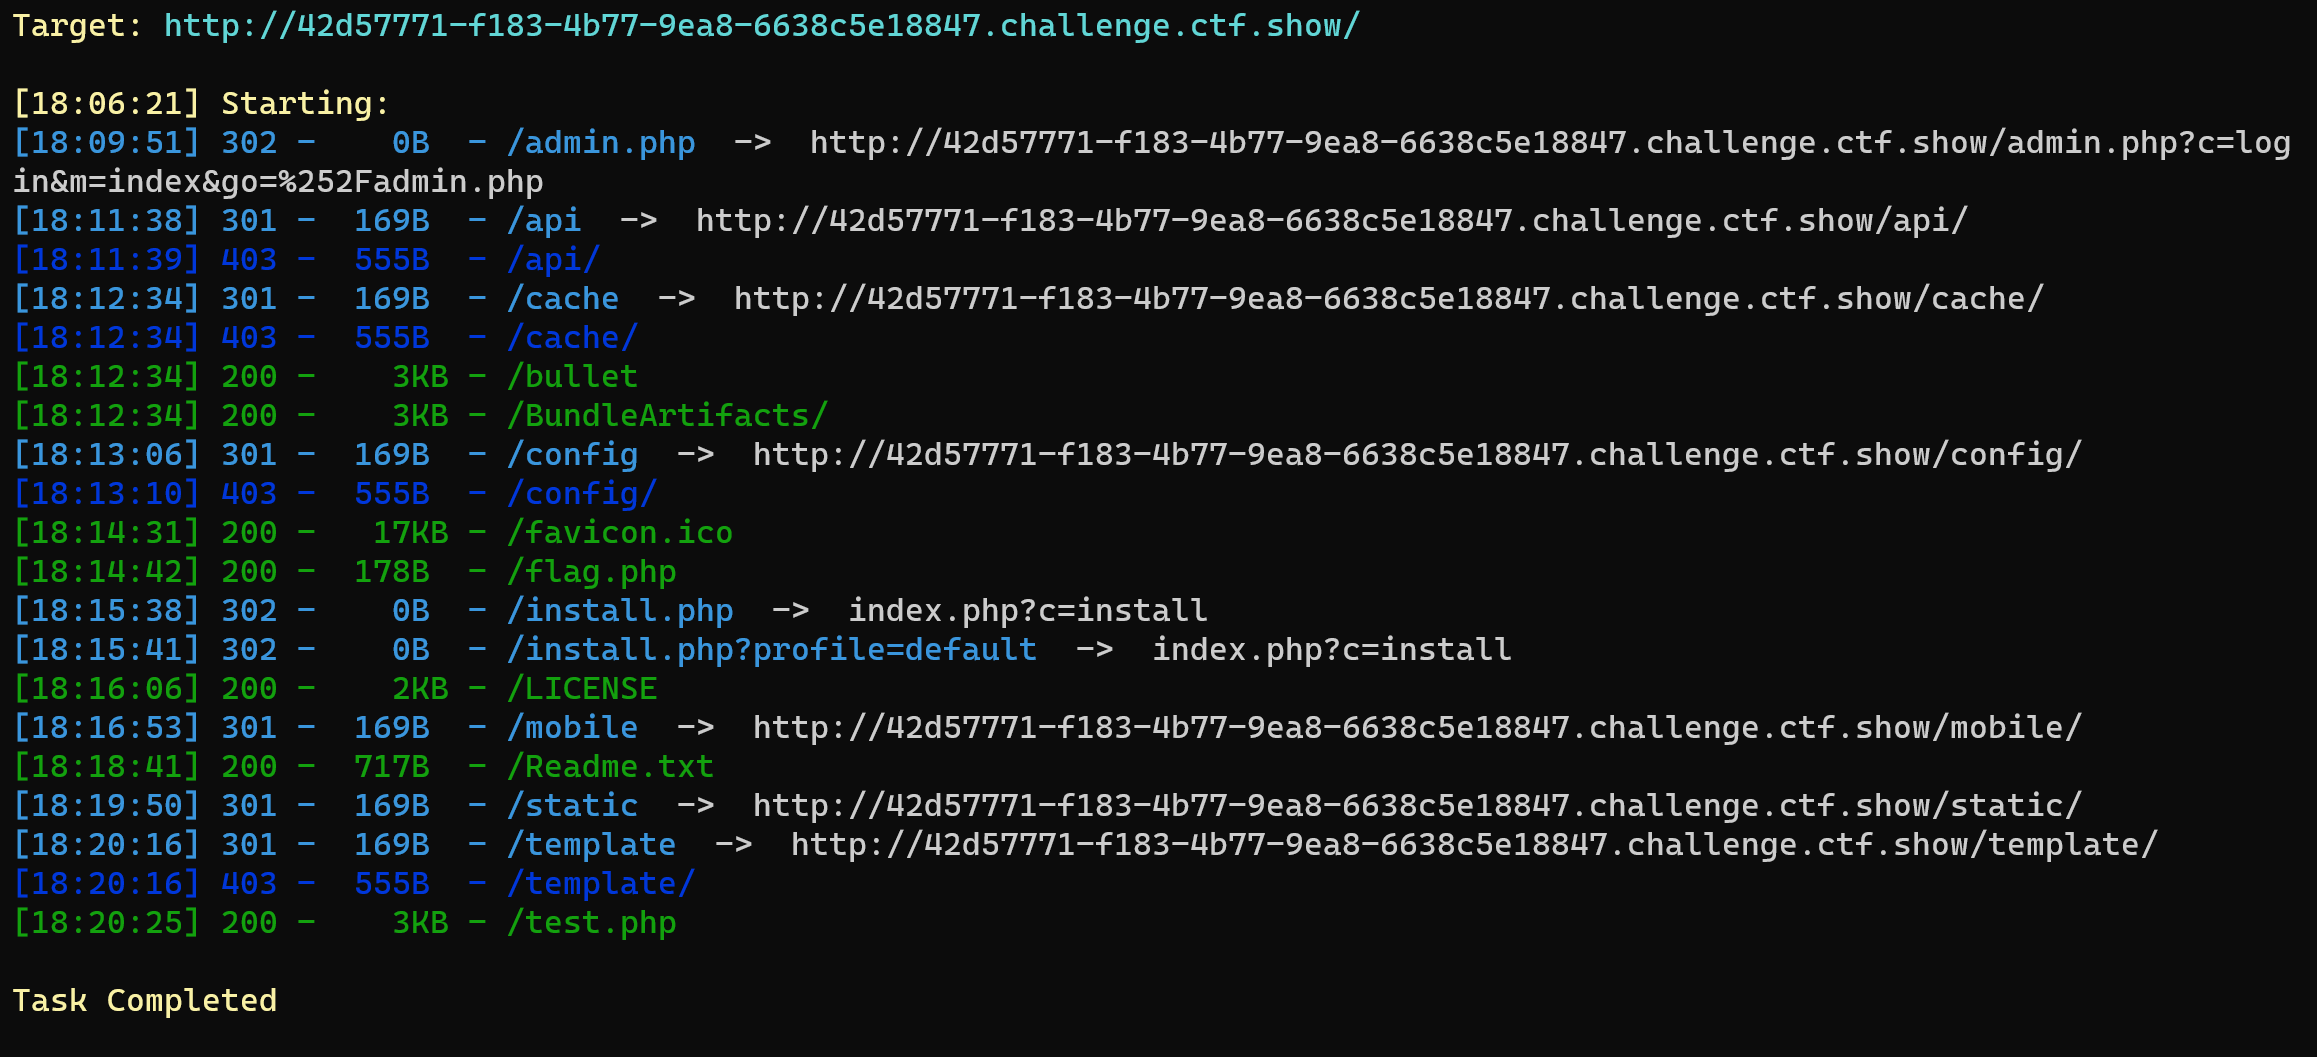 Target: http://42d57771-f183-4b77-9ea8-6638c5e18847.challenge.ctf.show/
[18:06:21] Starting:
[18:09:51] 302 -    0B  - /admin.php  ->  http://42d57771-f183-4b77-9ea8-6638c5e18847.challenge.ctf.show/admin.php?c=log
in&m=index&go=%252Fadmin.php
[18:11:38] 301 -  169B  - /api  ->  http://42d57771-f183-4b77-9ea8-6638c5e18847.challenge.ctf.show/api/
[18:11:39] 403 -  555B  - /api/
[18:12:34] 301 -  169B  - /cache  ->  http://42d57771-f183-4b77-9ea8-6638c5e18847.challenge.ctf.show/cache/
[18:12:34] 403 -  555B  - /cache/
[18:12:34] 200 -    3KB - /bullet
[18:12:34] 200 -    3KB - /BundleArtifacts/
[18:13:06] 301 -  169B  - /config  ->  http://42d57771-f183-4b77-9ea8-6638c5e18847.challenge.ctf.show/config/
[18:13:10] 403 -  555B  - /config/
[18:14:31] 200 -   17KB - /favicon.ico
[18:14:42] 200 -  178B  - /flag.php
[18:15:38] 302 -    0B  - /install.php  ->  index.php?c=install
[18:15:41] 302 -    0B  - /install.php?profile=default  ->  index.php?c=install
[18:16:06] 200 -    2KB - /LICENSE
[18:16:53] 301 -  169B  - /mobile  ->  http://42d57771-f183-4b77-9ea8-6638c5e18847.challenge.ctf.show/mobile/
[18:18:41] 200 -  717B  - /Readme.txt
[18:19:50] 301 -  169B  - /static  ->  http://42d57771-f183-4b77-9ea8-6638c5e18847.challenge.ctf.show/static/
[18:20:16] 301 -  169B  - /template  ->  http://42d57771-f183-4b77-9ea8-6638c5e18847.challenge.ctf.show/template/
[18:20:16] 403 -  555B  - /template/
[18:20:25] 200 -    3KB - /test.php
Task Completed